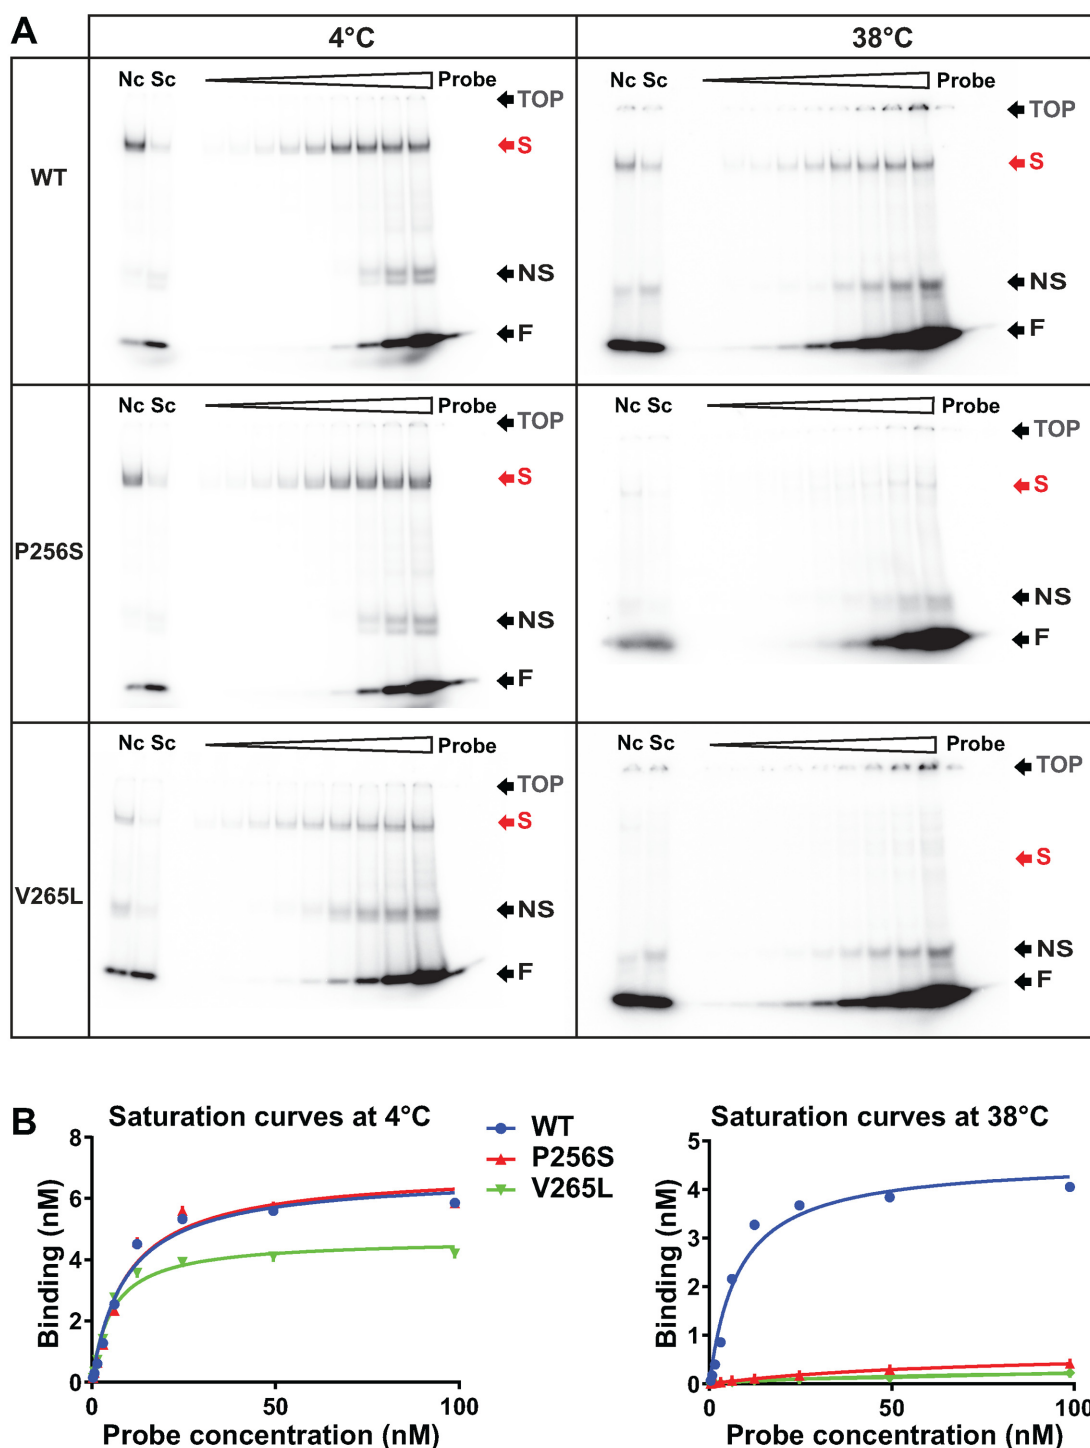 A
4°C 38°C
WT
Nc Sc Probe
TOP
S
NS
F
Nc Sc Probe
TOP
S
NS
F
P256S
Nc Sc Probe
TOP
S
NS
F
Nc Sc Probe
TOP
S
NS
F
V265L
Nc Sc Probe
TOP
S
NS
F
Nc Sc Probe
TOP
S
NS
F
B
Saturation curves at 4°C
8
6
4
2
0
Binding (nM)
0 50 100
Probe concentration (nM)
WT
P256S
V265L
Saturation curves at 38°C
5
4
3
2
1
0
Binding (nM)
0 50 100
Probe concentration (nM)